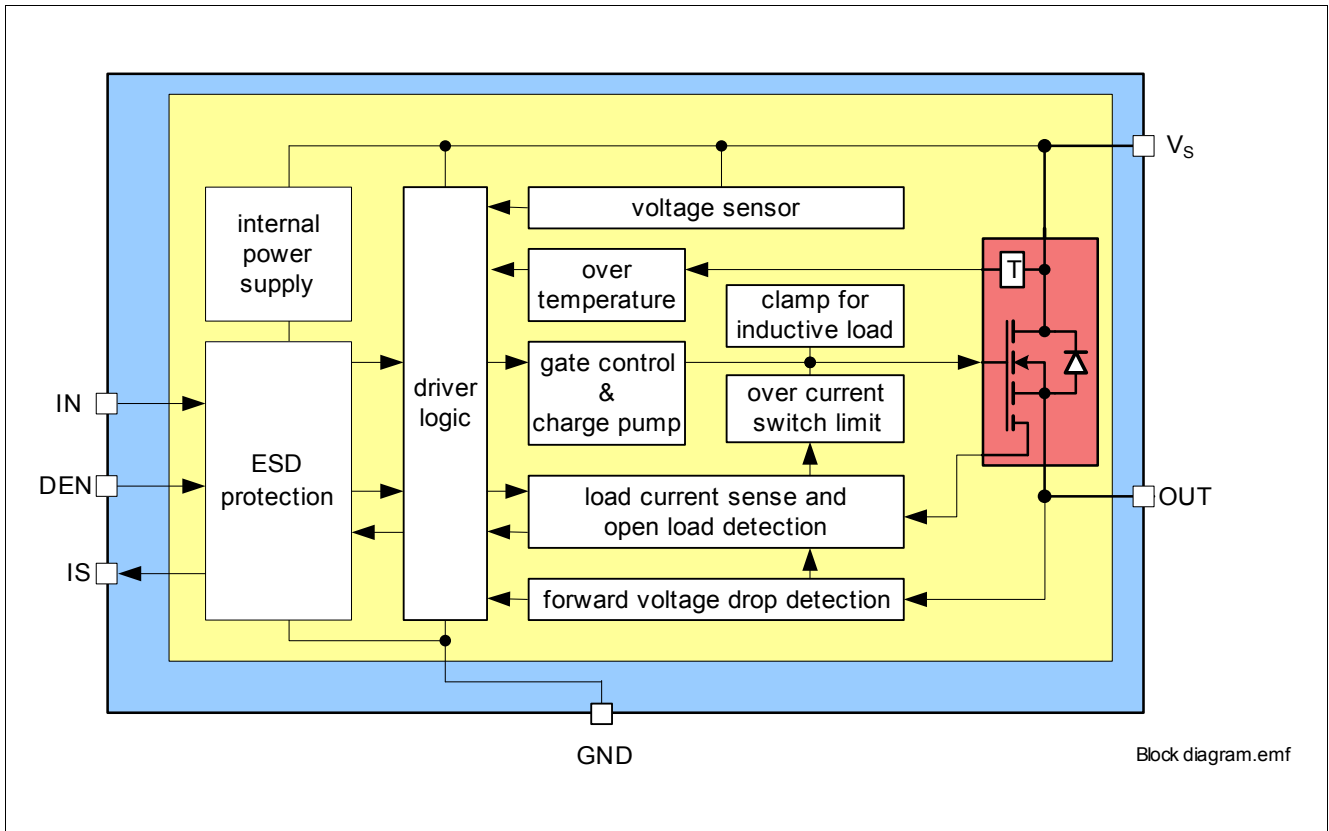 VS
internal
power
supply
voltage sensor
over
temperature
T
clamp for
inductive load
driver
logic
gate control
&
charge pump
over current
switch limit
IN
DEN
IS
ESD
protection
load current sense and
open load detection
OUT
forward voltage drop detection
GND
Block diagram.emf